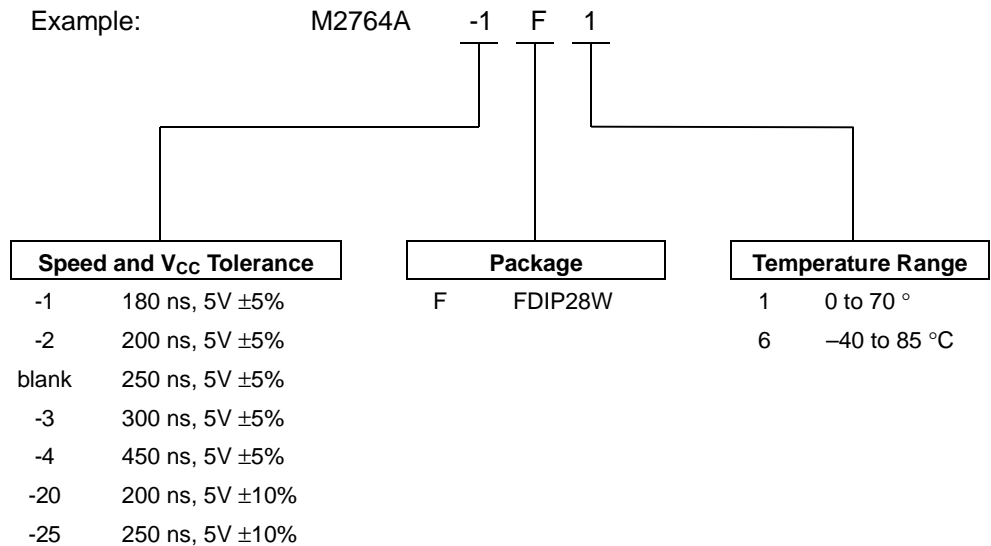 Example: M2764A -1 F 1
Speed and VCC Tolerance Package Temperature Range
-1 180 ns, 5V ±5% F FDIP28W 1 0 to 70 °
-2 200 ns, 5V ±5% 6 –40 to 85 °C
blank 250 ns, 5V ±5%
-3 300 ns, 5V ±5%
-4 450 ns, 5V ±5%
-20 200 ns, 5V ±10%
-25 250 ns, 5V ±10%